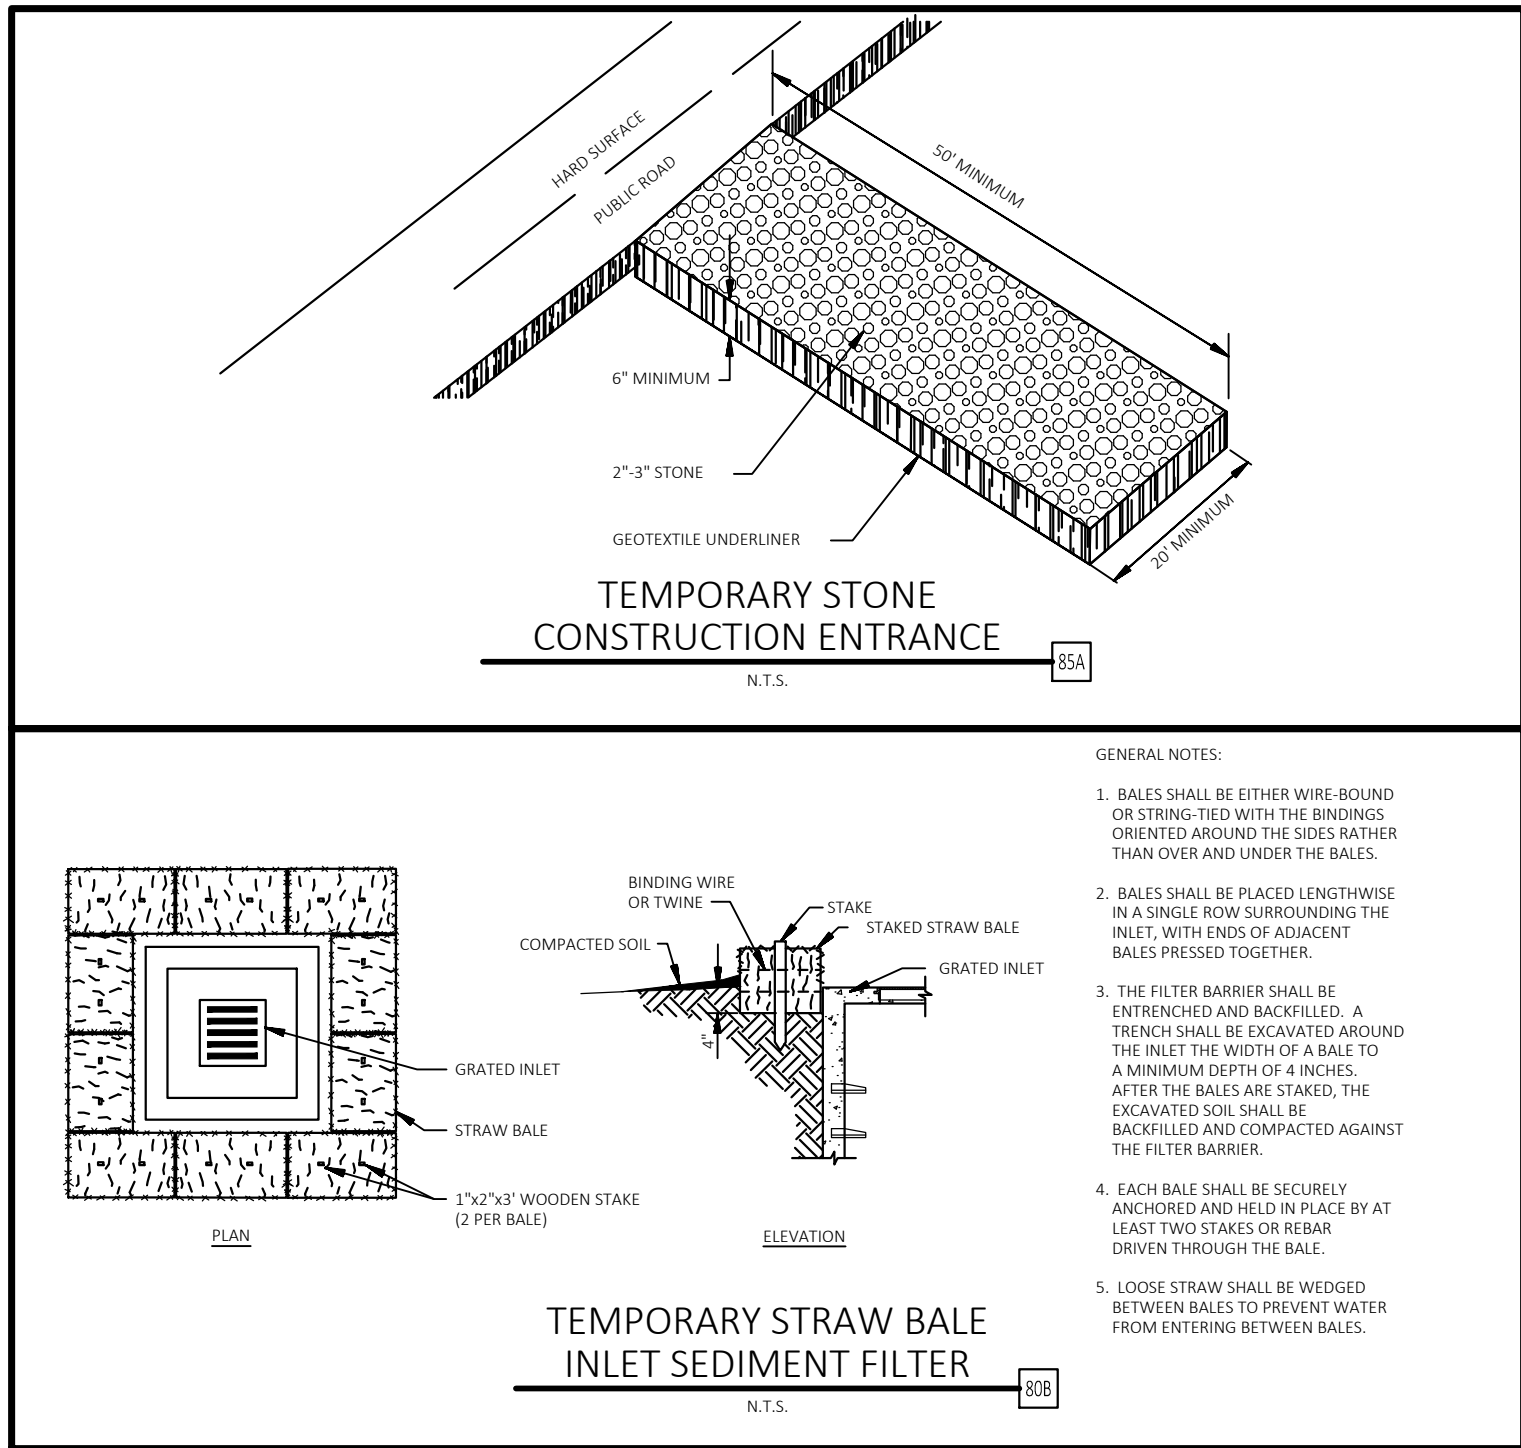 HARD SURFACE
PUBLIC ROAD
50' MINIMUM
6" MINIMUM
2"-3" STONE
GEOTEXTILE UNDERLINER
20' MINIMUM
TEMPORARY STONE
CONSTRUCTION ENTRANCE
85A
N.T.S.
GRATED INLET
STRAW BALE
1"x2"x3' WOODEN STAKE
(2 PER BALE)
PLAN
BINDING WIRE
OR TWINE
STAKE
STAKED STRAW BALE
COMPACTED SOIL
GRATED INLET
4"
ELEVATION
GENERAL NOTES:
1. BALES SHALL BE EITHER WIRE-BOUND
OR STRING-TIED WITH THE BINDINGS
ORIENTED AROUND THE SIDES RATHER
THAN OVER AND UNDER THE BALES.
2. BALES SHALL BE PLACED LENGTHWISE
IN A SINGLE ROW SURROUNDING THE
INLET, WITH ENDS OF ADJACENT
BALES PRESSED TOGETHER.
3. THE FILTER BARRIER SHALL BE
ENTRENCHED AND BACKFILLED. A
TRENCH SHALL BE EXCAVATED AROUND
THE INLET THE WIDTH OF A BALE TO
A MINIMUM DEPTH OF 4 INCHES.
AFTER THE BALES ARE STAKED, THE
EXCAVATED SOIL SHALL BE
BACKFILLED AND COMPACTED AGAINST
THE FILTER BARRIER.
4. EACH BALE SHALL BE SECURELY
ANCHORED AND HELD IN PLACE BY AT
LEAST TWO STAKES OR REBAR
DRIVEN THROUGH THE BALE.
5. LOOSE STRAW SHALL BE WEDGED
BETWEEN BALES TO PREVENT WATER
FROM ENTERING BETWEEN BALES.
TEMPORARY STRAW BALE
INLET SEDIMENT FILTER
80B
N.T.S.